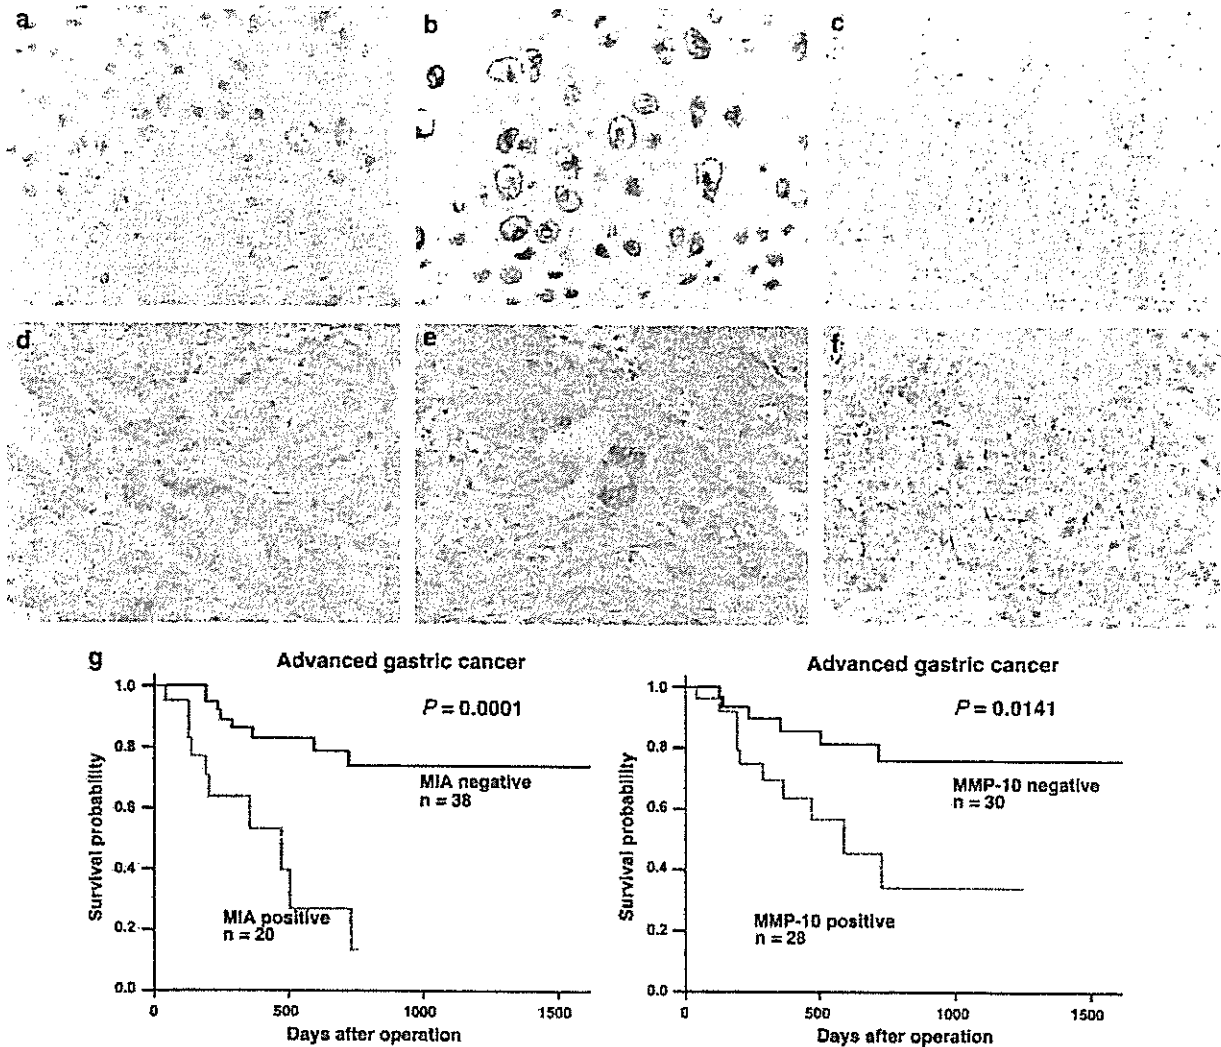 a
b
c
d
e
f
g
Advanced gastric cancer
P = 0.0001
MIA negative
n = 38
MIA positive
n = 20
Survival probability
1.0
0.8
0.6
0.4
0.2
0.0
0
500
1000
1500
Days after operation
Advanced gastric cancer
P = 0.0141
MMP-10 negative
n = 30
MMP-10 positive
n = 28
Survival probability
1.0
0.8
0.6
0.4
0.2
0.0
0
500
1000
1500
Days after operation